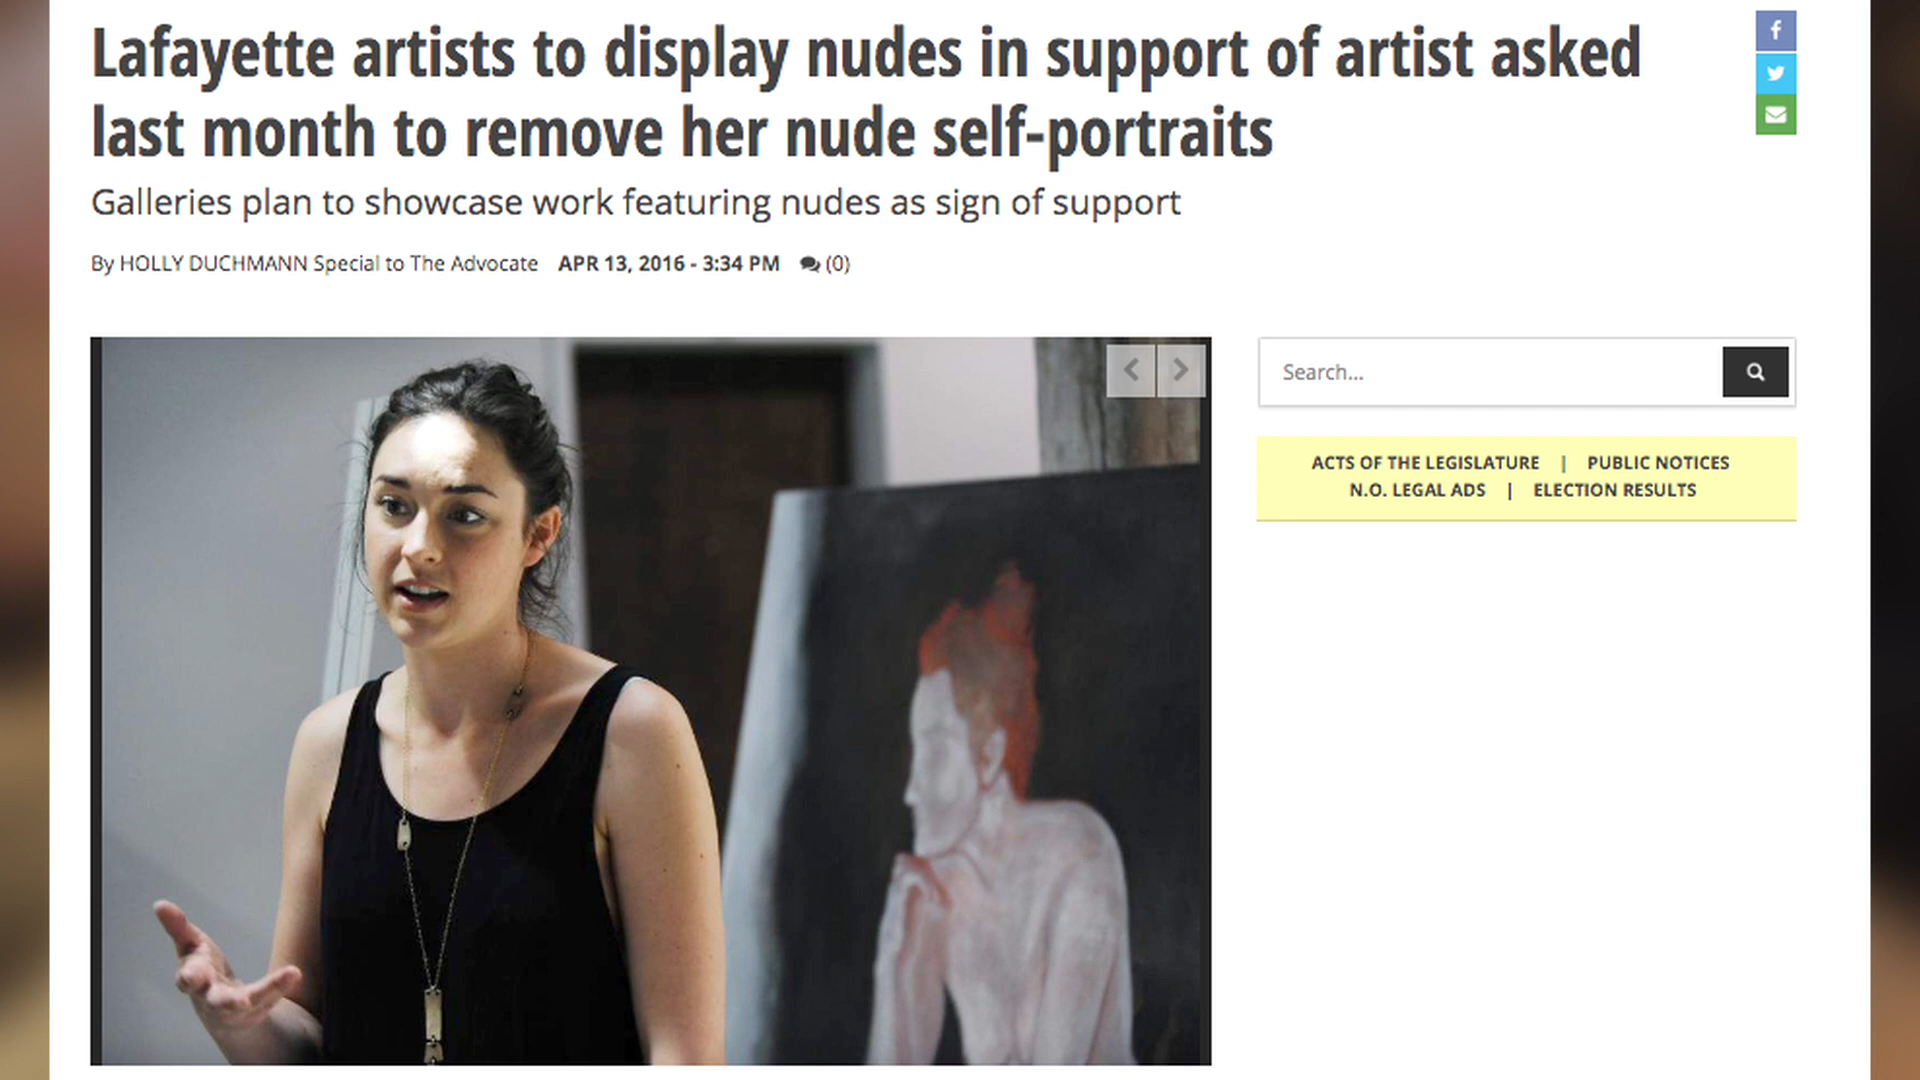 Lafayette artists to display nudes in support of artist asked
last month to remove her nude self-portraits
Galleries plan to showcase work featuring nudes as sign of support
By HOLLY DUCHMANN Special to The Advocate APR 13, 2016 - 3:34 PM (0)
Search...
ACTS OF THE LEGISLATURE | PUBLIC NOTICES
N.O. LEGAL ADS | ELECTION RESULTS